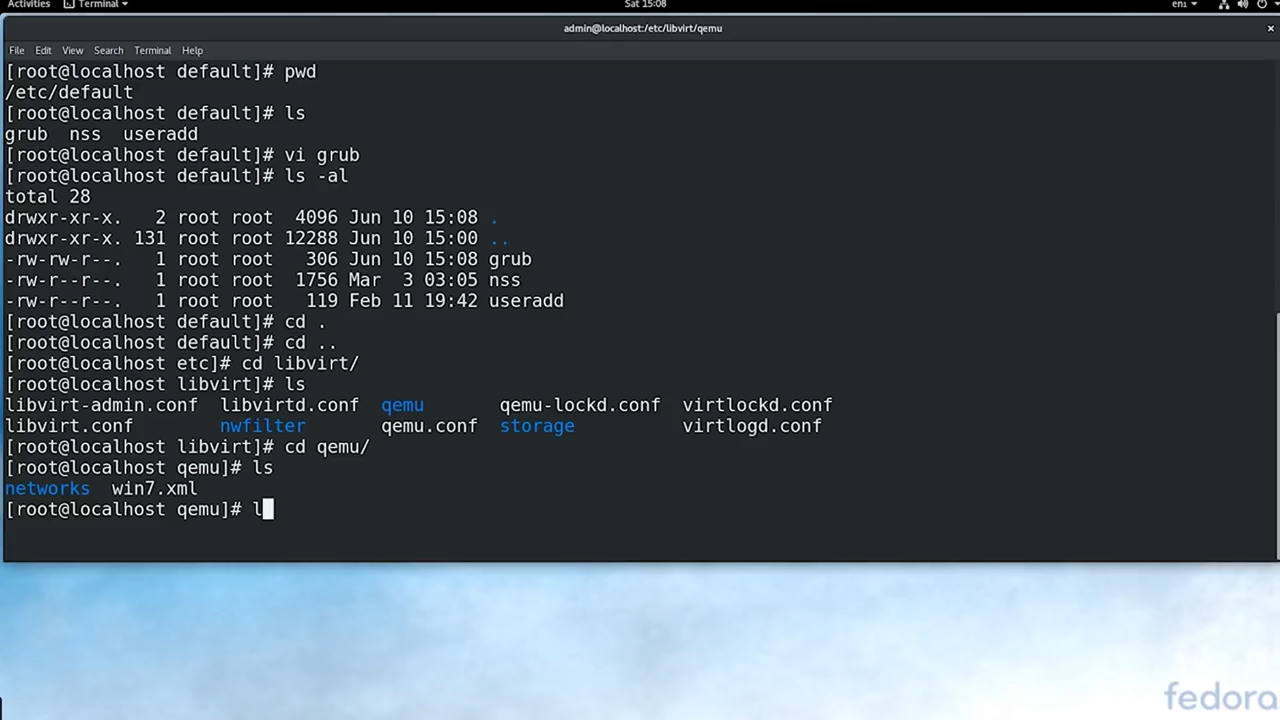 Activities Terminal Sat 15:08 en1
admin@localhost:/etc/libvirt/qemu
File Edit View Search Terminal Help
[root@localhost default]# pwd
/etc/default
[root@localhost default]# ls
grub  nss  useradd
[root@localhost default]# vi grub
[root@localhost default]# ls -al
total 28
drwxr-xr-x.   2 root root  4096 Jun 10 15:08 .
drwxr-xr-x. 131 root root 12288 Jun 10 15:00 ..
-rw-rw-r--.   1 root root   306 Jun 10 15:08 grub
-rw-r--r--.   1 root root  1756 Mar  3 03:05 nss
-rw-r--r--.   1 root root   119 Feb 11 19:42 useradd
[root@localhost default]# cd .
[root@localhost default]# cd ..
[root@localhost etc]# cd libvirt/
[root@localhost libvirt]# ls
libvirt-admin.conf  libvirtd.conf  qemu       qemu-lockd.conf  virtlockd.conf
libvirt.conf        nwfilter       qemu.conf  storage          virtlogd.conf
[root@localhost libvirt]# cd qemu/
[root@localhost qemu]# ls
networks  win7.xml
[root@localhost qemu]# l
fedora